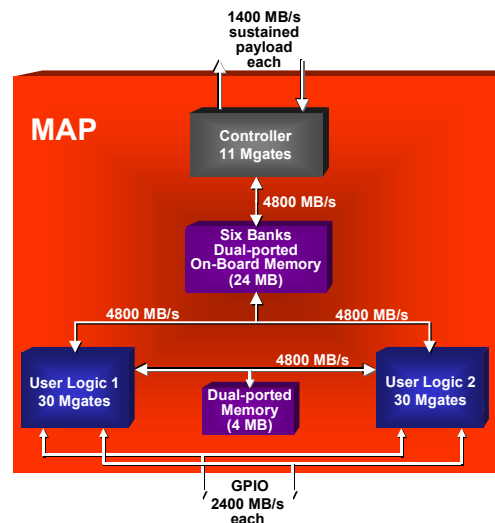 1400 MB/s
sustained
payload
each
MAP
Controller
11 Mgates
4800 MB/s
Six Banks
Dual-ported
On-Board Memory
(24 MB)
4800 MB/s
4800 MB/s
4800 MB/s
User Logic 1
30 Mgates
Dual-ported
Memory
(4 MB)
User Logic 2
30 Mgates
GPIO
2400 MB/s
each